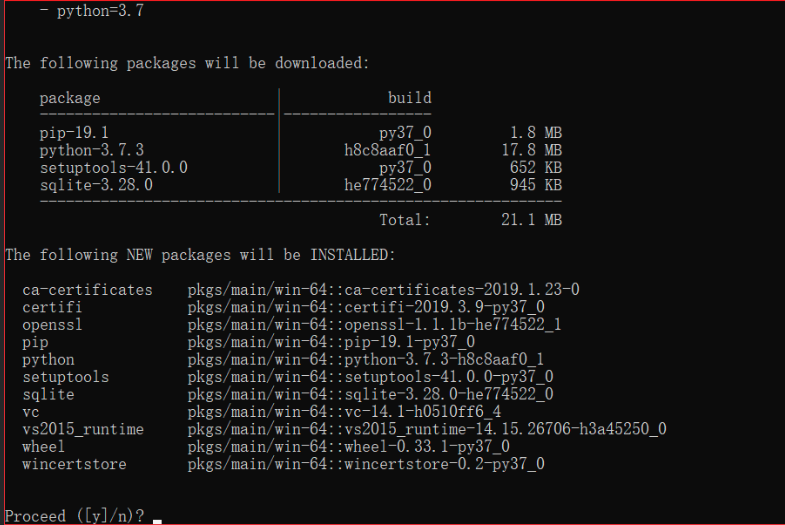 - python=3.7
The following packages will be downloaded:
package | build
---------------------------|-----------------
pip-19.1 | py37_0 1.8 MB
python-3.7.3 | h8c8aaf0_1 17.8 MB
setuptools-41.0.0 | py37_0 652 KB
sqlite-3.28.0 | he774522_0 945 KB
------------------------------------------------------------
Total: 21.1 MB
The following NEW packages will be INSTALLED:
ca-certificates pkgs/main/win-64::ca-certificates-2019.1.23-0
certifi pkgs/main/win-64::certifi-2019.3.9-py37_0
openssl pkgs/main/win-64::openssl-1.1.1b-he774522_1
pip pkgs/main/win-64::pip-19.1-py37_0
python pkgs/main/win-64::python-3.7.3-h8c8aaf0_1
setuptools pkgs/main/win-64::setuptools-41.0.0-py37_0
sqlite pkgs/main/win-64::sqlite-3.28.0-he774522_0
vc pkgs/main/win-64::vc-14.1-h0510ff6_4
vs2015_runtime pkgs/main/win-64::vs2015_runtime-14.15.26706-h3a45250_0
wheel pkgs/main/win-64::wheel-0.33.1-py37_0
wincertstore pkgs/main/win-64::wincertstore-0.2-py37_0
Proceed ([y]/n)?